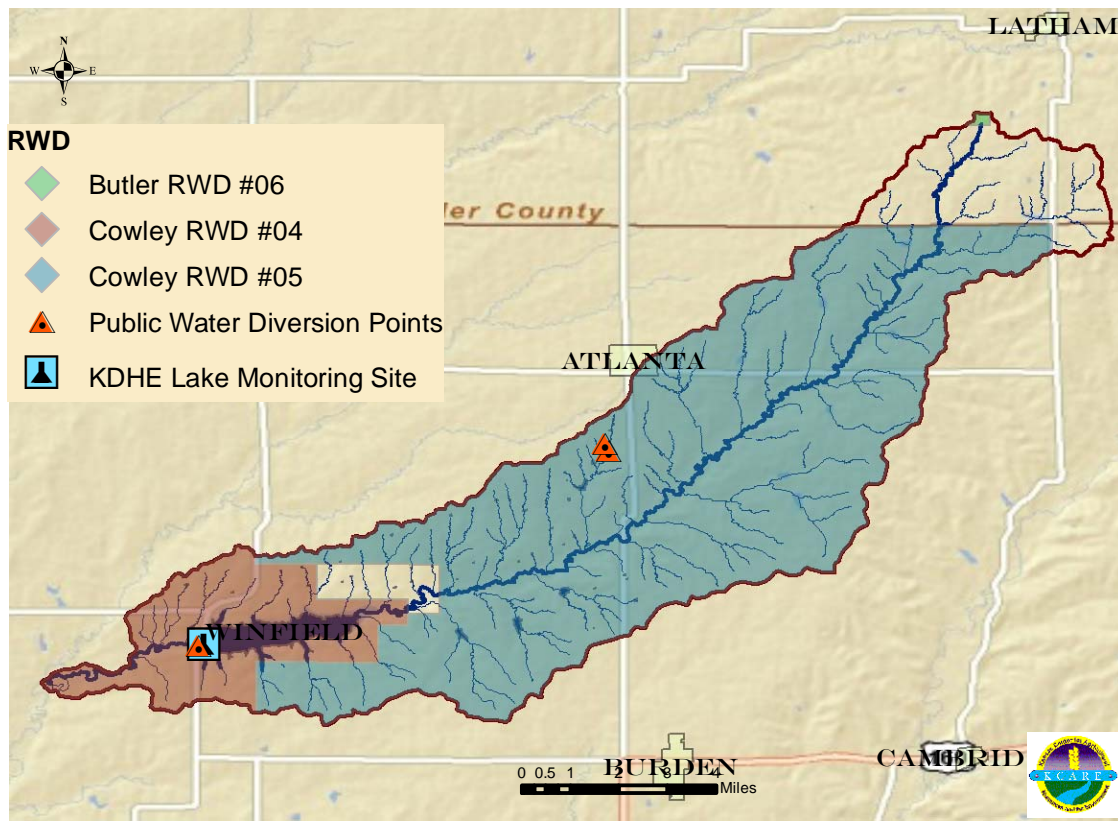 LATHAM
N
W E
S
RWD
Butler RWD #06
Cowley RWD #04
Cowley RWD #05
Public Water Diversion Points
KDHE Lake Monitoring Site
ler County
ATLANTA
WINFIELD
BURDEN
CAMBRID
0 0.5 1 2 3 4
Miles
KCARE